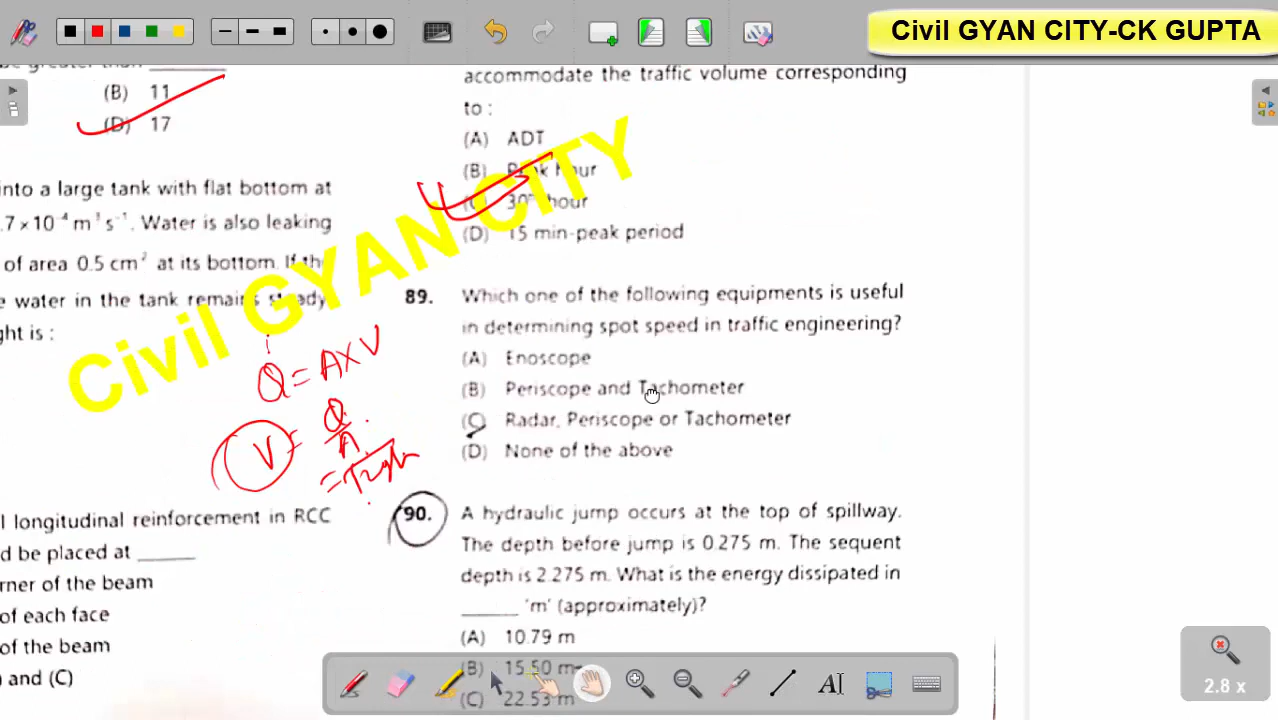 Civil GYAN CITY-CK GUPTA
be greater than ______
(B) 11
(D) 17
into a large tank with flat bottom at
.7 × 10⁻⁴ m³ s⁻¹. Water is also leaking
of area 0.5 cm² at its bottom. If the
e water in the tank remains steady,
ght is :
Q = A×V
V = Q/A
= √2gh
l longitudinal reinforcement in RCC
d be placed at ______
rner of the beam
of each face
of the beam
) and (C)
accommodate the traffic volume corresponding
to :
(A) ADT
(B) Peak hour
(C) 30th hour
(D) 15 min-peak period
89. Which one of the following equipments is useful
in determining spot speed in traffic engineering?
(A) Enoscope
(B) Periscope and Tachometer
(C) Radar, Periscope or Tachometer
(D) None of the above
90. A hydraulic jump occurs at the top of spillway.
The depth before jump is 0.275 m. The sequent
depth is 2.275 m. What is the energy dissipated in
______ 'm' (approximately)?
(A) 10.79 m
(B) 15.50 m
(C) 22.53 m
Civil GYAN CITY
2.8 x